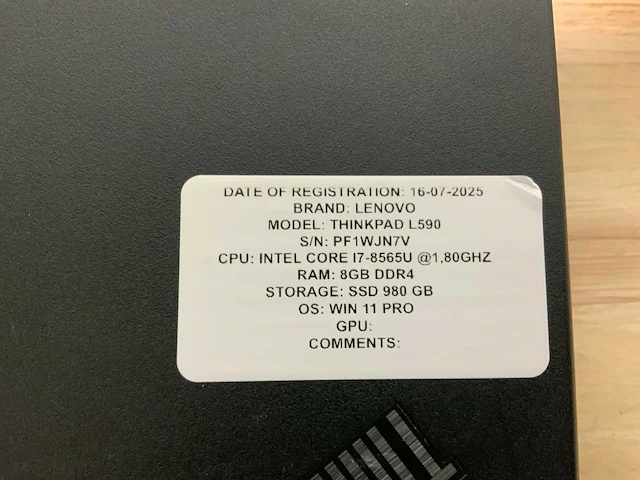 DATE OF REGISTRATION: 16-07-2025
BRAND: LENOVO
MODEL: THINKPAD L590
S/N: PF1WJN7V
CPU: INTEL CORE I7-8565U @1,80GHZ
RAM: 8GB DDR4
STORAGE: SSD 980 GB
OS: WIN 11 PRO
GPU:
COMMENTS: